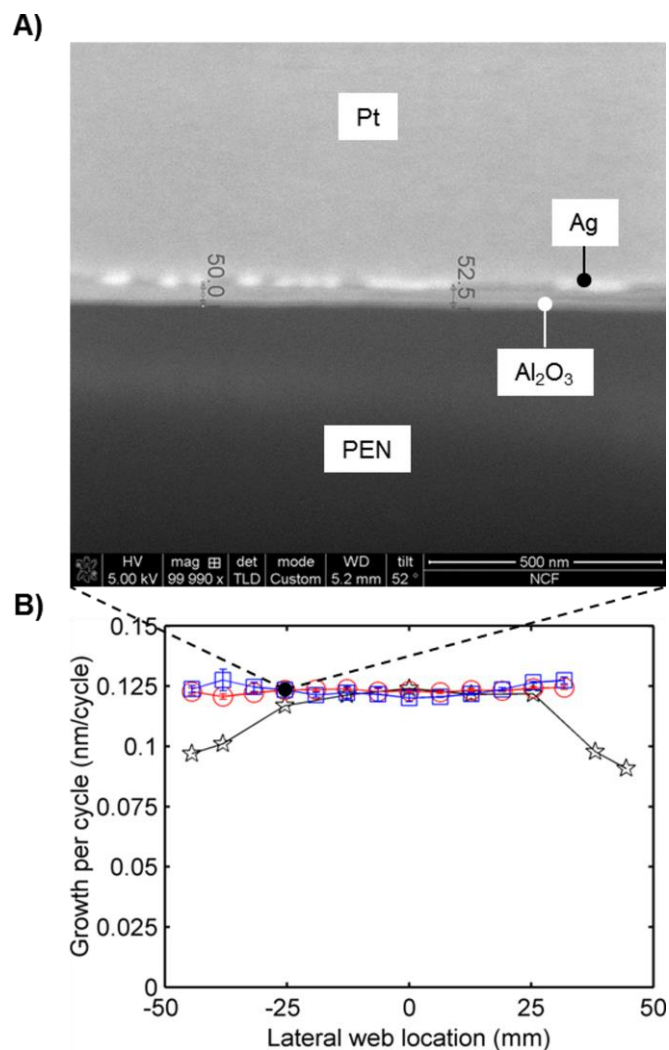 A)
Pt
Ag
50.0
52.5
Al₂O₃
PEN
HV mag det mode WD tilt
5.00 kV 99 990 x TLD Custom 5.2 mm 52 °
500 nm
NCF
B)
0.15
0.125
0.1
0.075
0.05
0.025
0
Growth per cycle (nm/cycle)
-50 -25 0 25 50
Lateral web location (mm)